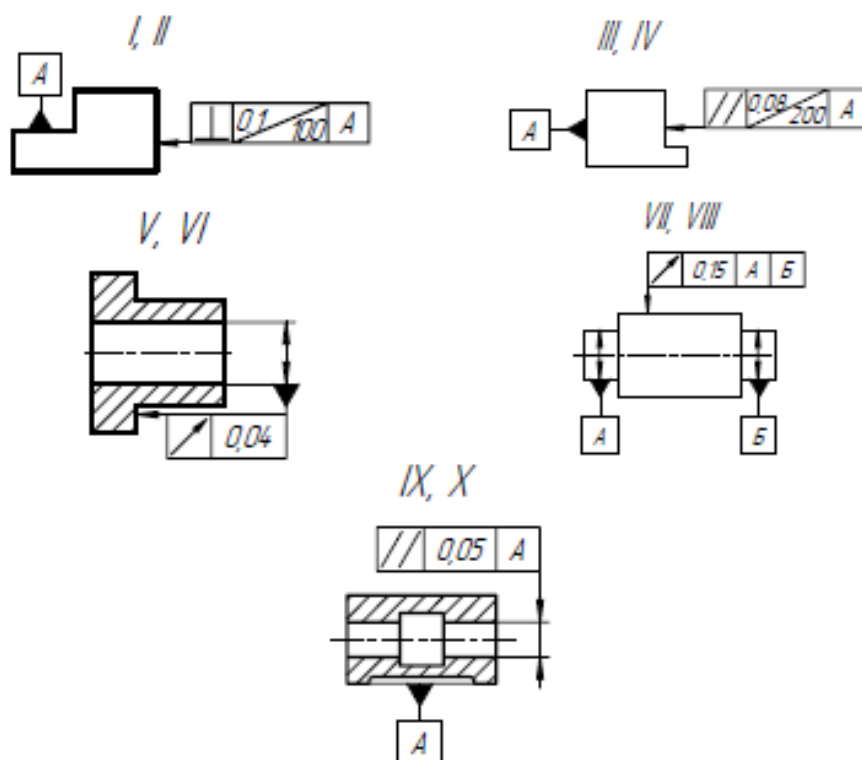 I, II
III, IV
А
0,1/100 А
А
// 0,08/200 А
V, VI
VII, VIII
0,15 А Б
0,04
А
Б
IX, X
// 0,05 А
А